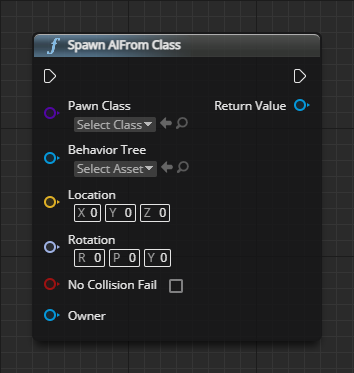 f Spawn AIFrom Class
Pawn Class Return Value
Select Class
Behavior Tree
Select Asset
Location
X 0 Y 0 Z 0
Rotation
R 0 P 0 Y 0
No Collision Fail
Owner